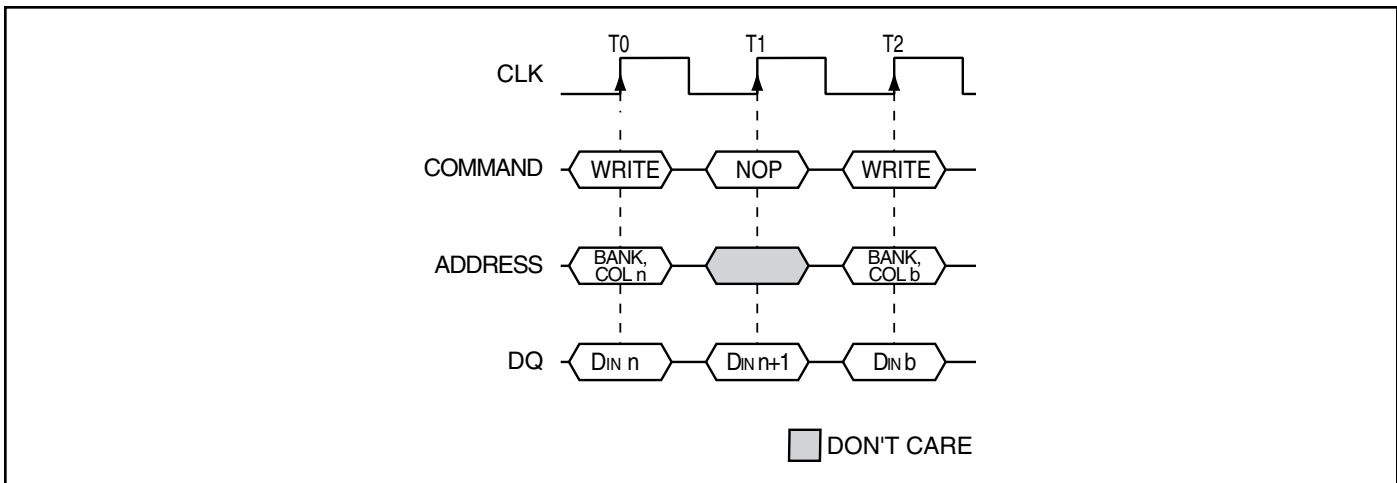 T0 T1 T2
CLK
COMMAND WRITE NOP WRITE
ADDRESS BANK, COL n BANK, COL b
DQ DIN n DIN n+1 DIN b
DON'T CARE